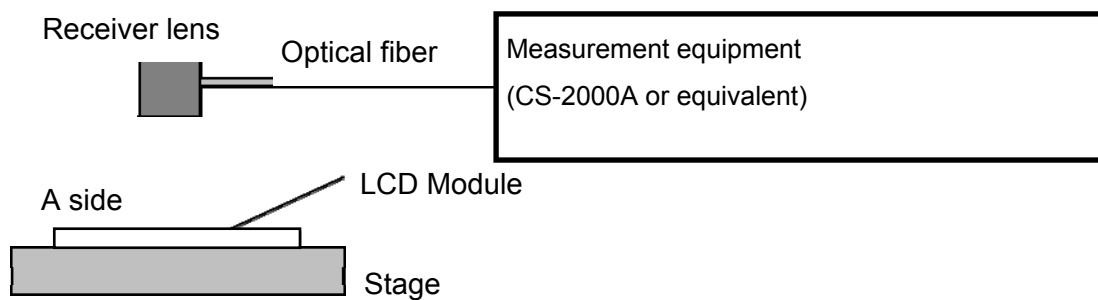 Receiver lens
Optical fiber
Measurement equipment
(CS-2000A or equivalent)
LCD Module
A side
Stage